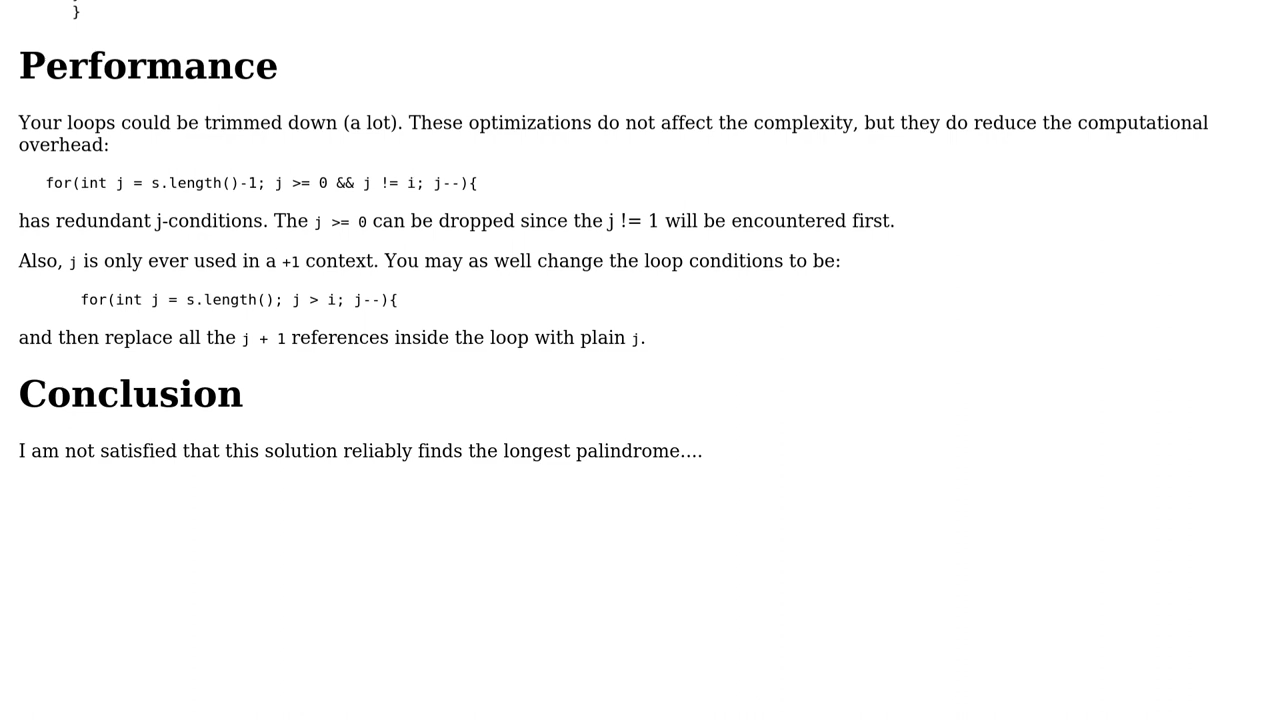 }
Performance
Your loops could be trimmed down (a lot). These optimizations do not affect the complexity, but they do reduce the computational
overhead:
for(int j = s.length()-1; j >= 0 && j != i; j--){
has redundant j-conditions. The j >= 0 can be dropped since the j != 1 will be encountered first.
Also, j is only ever used in a +1 context. You may as well change the loop conditions to be:
for(int j = s.length(); j > i; j--){
and then replace all the j + 1 references inside the loop with plain j.
Conclusion
I am not satisfied that this solution reliably finds the longest palindrome....